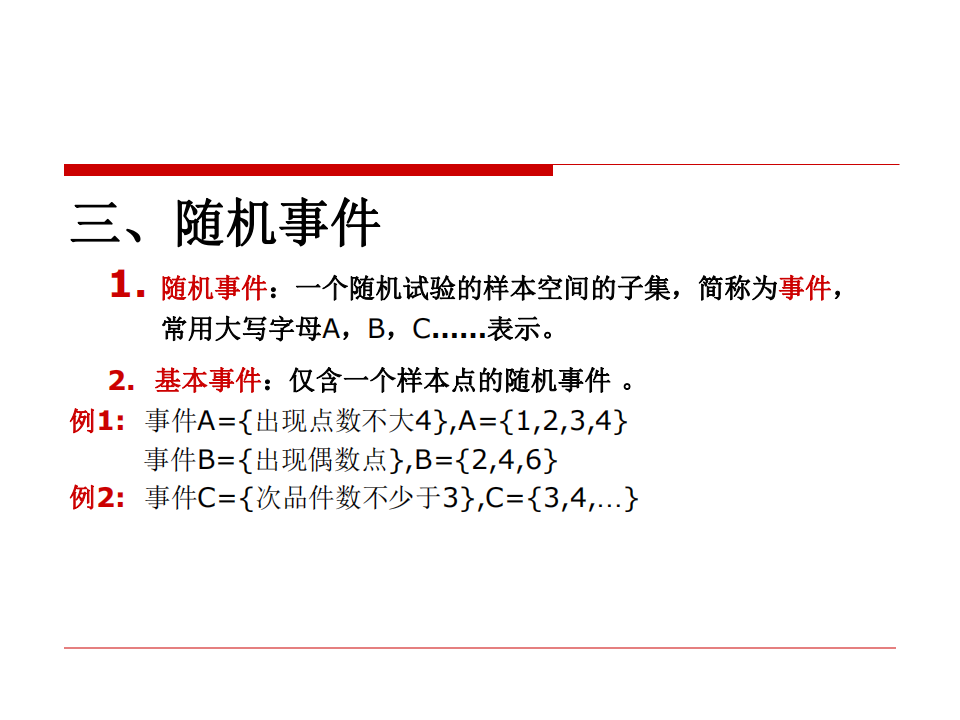 三、随机事件
1. 随机事件：一个随机试验的样本空间的子集，简称为事件，
常用大写字母A，B，C……表示。
2. 基本事件：仅含一个样本点的随机事件 。
例1: 事件A={出现点数不大4},A={1,2,3,4}
事件B={出现偶数点},B={2,4,6}
例2: 事件C={次品件数不少于3},C={3,4,…}